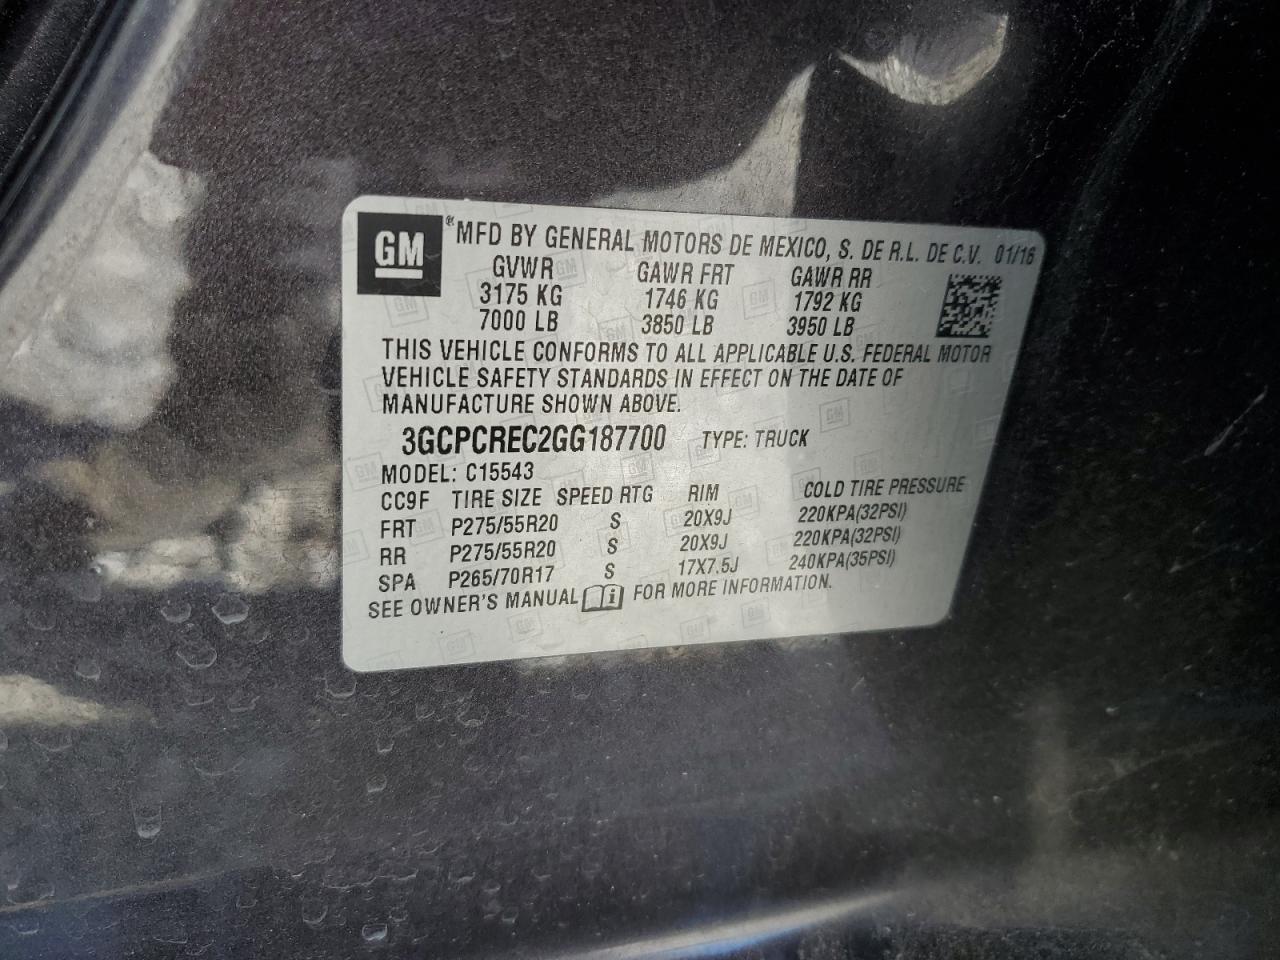 GM ® MFD BY GENERAL MOTORS DE MEXICO, S. DE R.L. DE C.V. 01/16
GVWR GAWR FRT GAWR RR
3175 KG 1746 KG 1792 KG
7000 LB 3850 LB 3950 LB
THIS VEHICLE CONFORMS TO ALL APPLICABLE U.S. FEDERAL MOTOR
VEHICLE SAFETY STANDARDS IN EFFECT ON THE DATE OF
MANUFACTURE SHOWN ABOVE.
3GCPCREC2GG187700 TYPE: TRUCK
MODEL: C15543
CC9F TIRE SIZE SPEED RTG RIM COLD TIRE PRESSURE
FRT P275/55R20 S 20X9J 220KPA(32PSI)
RR P275/55R20 S 20X9J 220KPA(32PSI)
SPA P265/70R17 S 17X7.5J 240KPA(35PSI)
SEE OWNER'S MANUAL i FOR MORE INFORMATION.